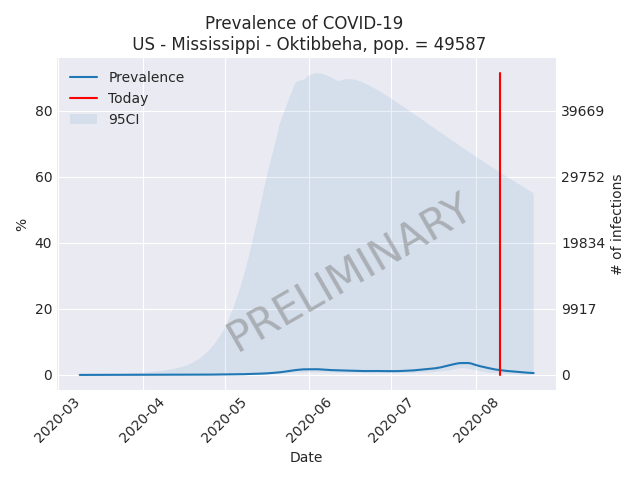 Prevalence of COVID-19
US - Mississippi - Oktibbeha, pop. = 49587
Prevalence
Today
95CI
80
60
40
20
0
%
39669
29752
19834
9917
0
# of infections
PRELIMINARY
2020-03
2020-04
2020-05
2020-06
2020-07
2020-08
Date